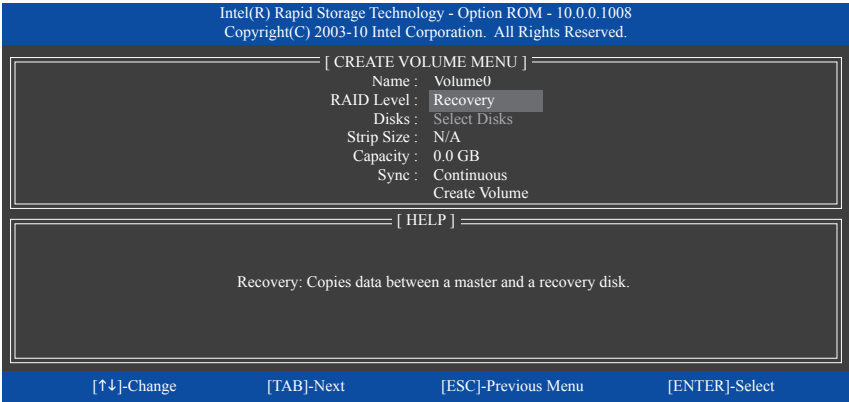 Intel(R) Rapid Storage Technology - Option ROM - 10.0.0.1008
Copyright(C) 2003-10 Intel Corporation.  All Rights Reserved.
[ CREATE VOLUME MENU ]
Name :  Volume0
RAID Level :  Recovery
Disks :  Select Disks
Strip Size :  N/A
Capacity :  0.0 GB
Sync :  Continuous
Create Volume
[ HELP ]
Recovery: Copies data between a master and a recovery disk.
[↑↓]-Change  [TAB]-Next  [ESC]-Previous Menu  [ENTER]-Select